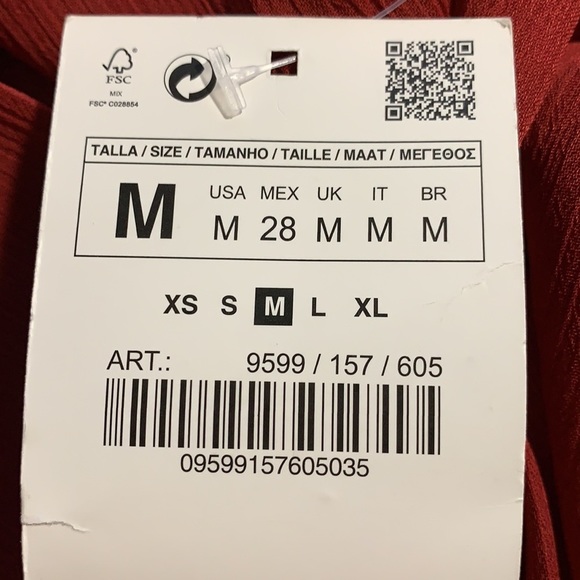 FSC
MIX
FSC® C028854
TALLA / SIZE / TAMANHO / TAILLE / MAAT / ΜΕΓΕΘΟΣ
M
USA MEX UK IT BR
M 28 M M M
XS S M L XL
ART.: 9599 / 157 / 605
09599157605035